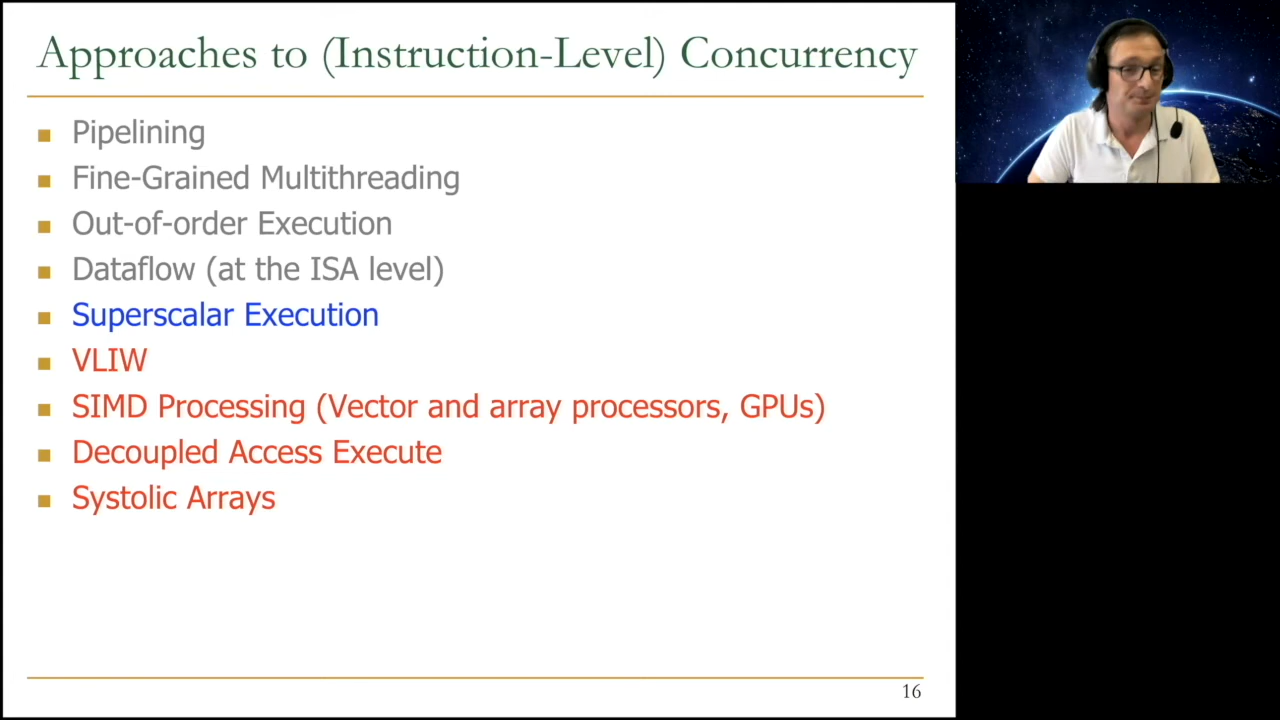 Approaches to (Instruction-Level) Concurrency
Pipelining
Fine-Grained Multithreading
Out-of-order Execution
Dataflow (at the ISA level)
Superscalar Execution
VLIW
SIMD Processing (Vector and array processors, GPUs)
Decoupled Access Execute
Systolic Arrays
16